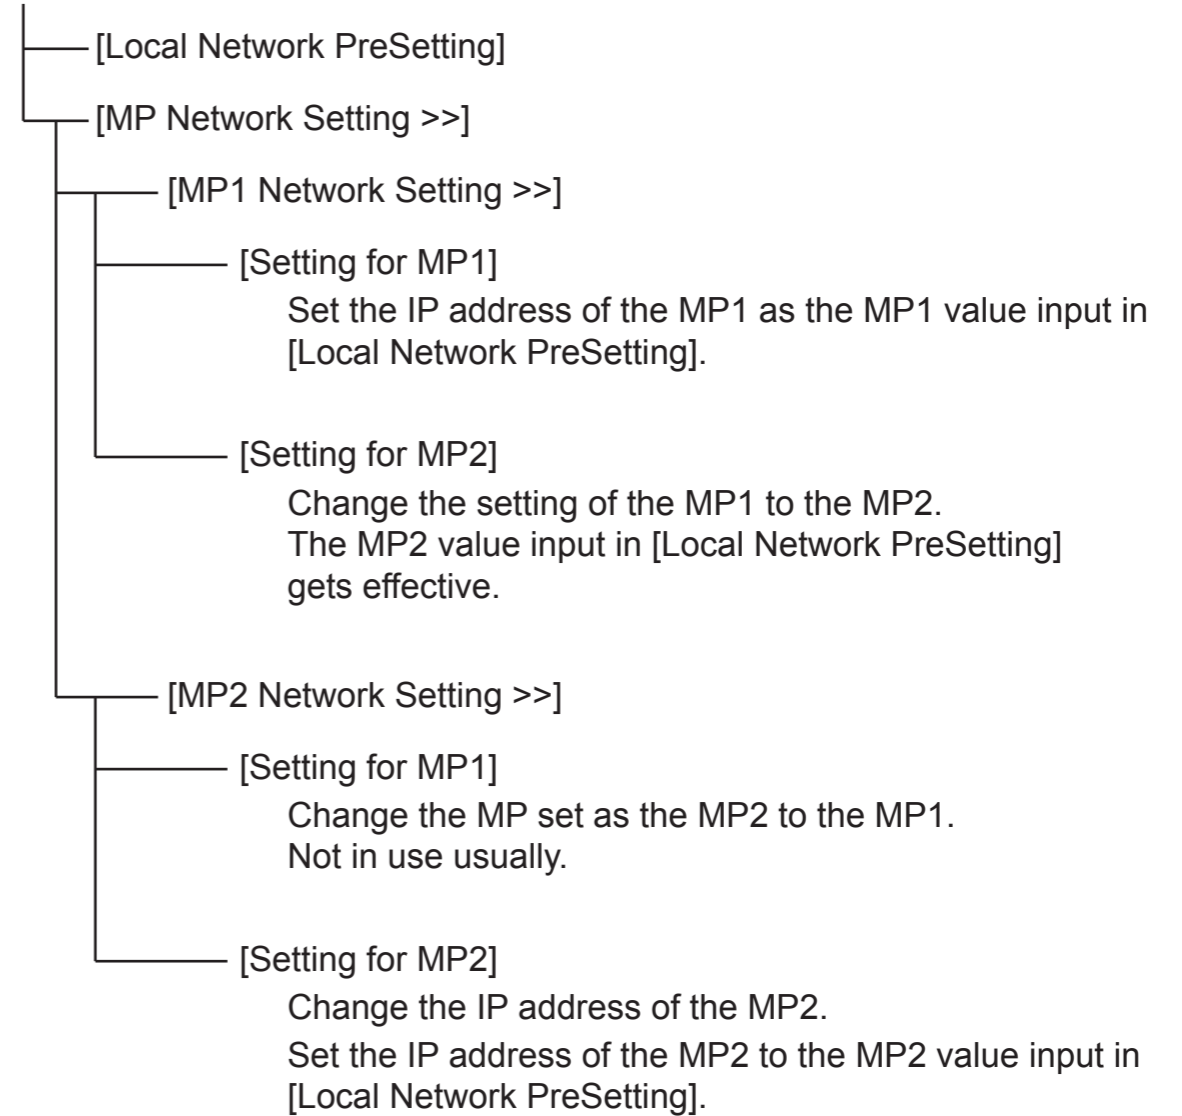 [Local Network PreSetting]
[MP Network Setting >>]
[MP1 Network Setting >>]
[Setting for MP1]
Set the IP address of the MP1 as the MP1 value input in
[Local Network PreSetting].
[Setting for MP2]
Change the setting of the MP1 to the MP2.
The MP2 value input in [Local Network PreSetting]
gets effective.
[MP2 Network Setting >>]
[Setting for MP1]
Change the MP set as the MP2 to the MP1.
Not in use usually.
[Setting for MP2]
Change the IP address of the MP2.
Set the IP address of the MP2 to the MP2 value input in
[Local Network PreSetting].